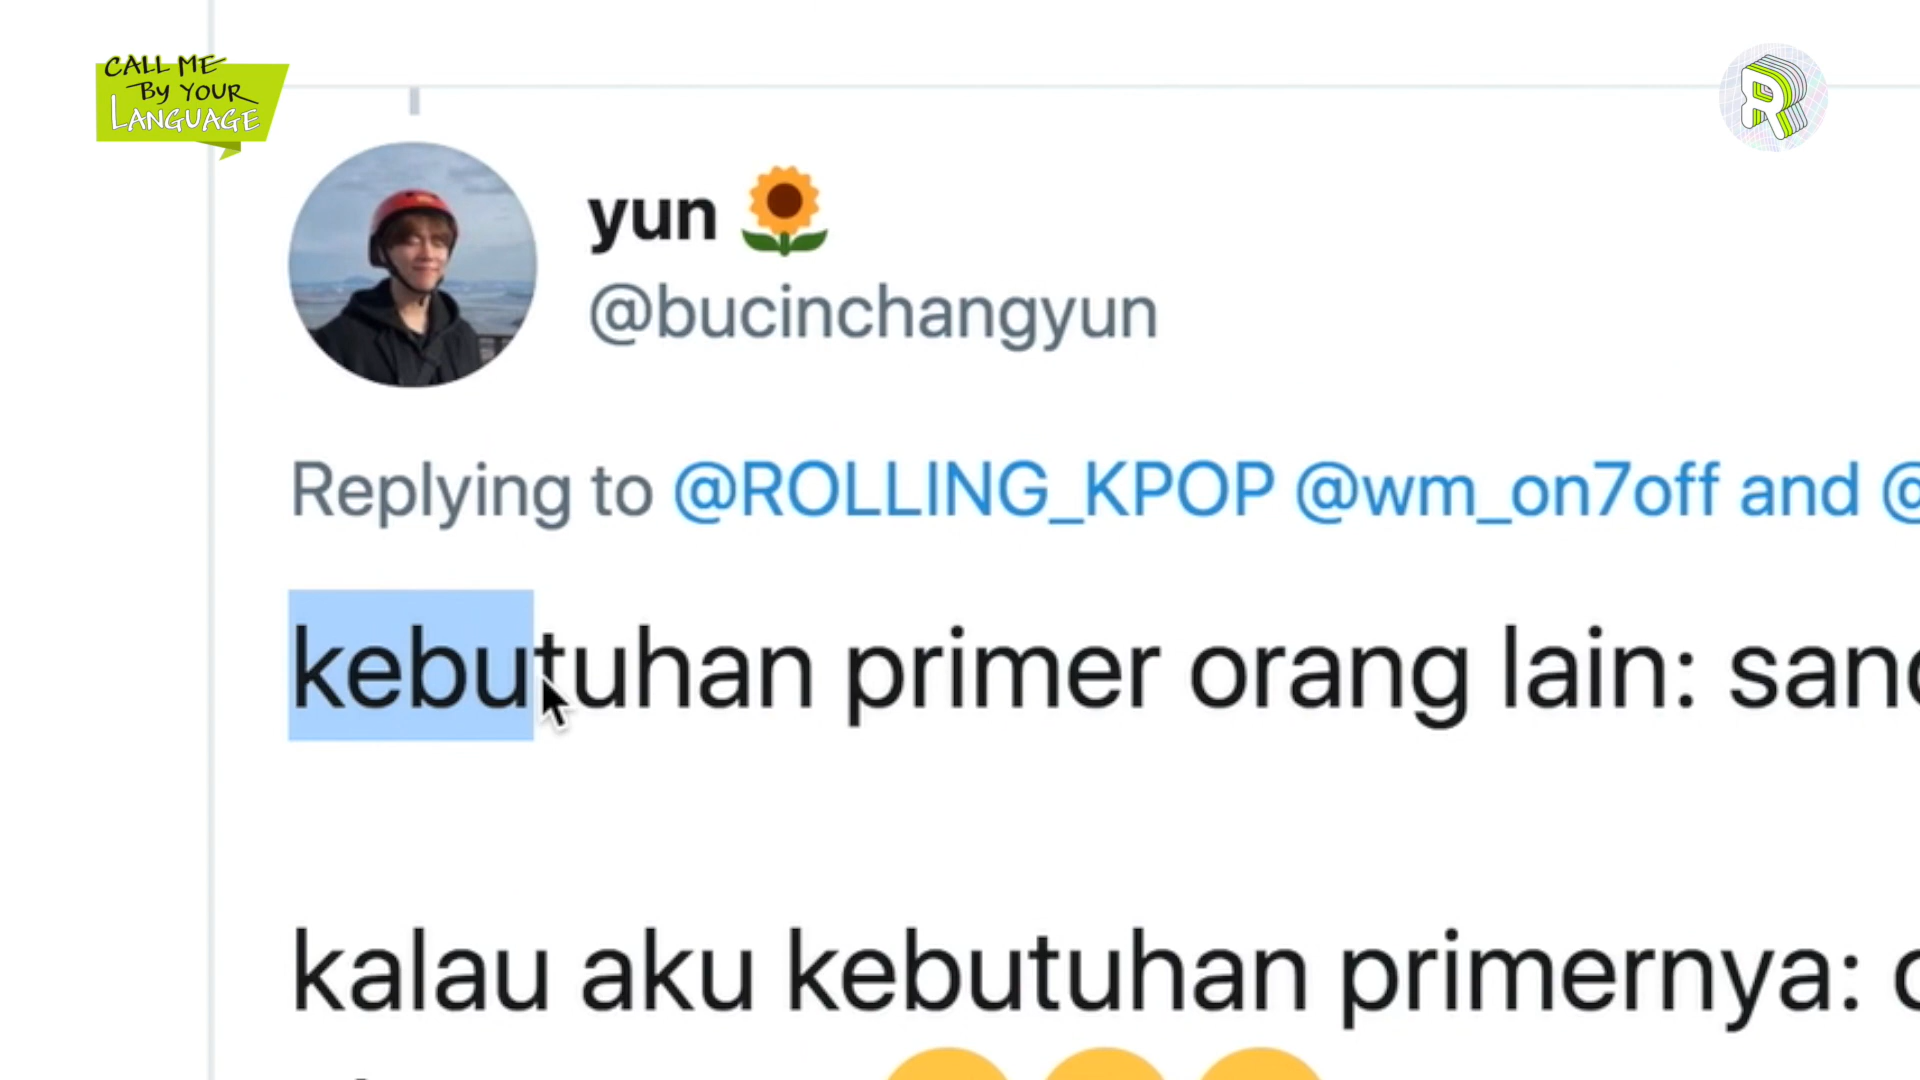 CALL ME
BY YOUR
LANGUAGE
R
yun 🌻
@bucinchangyun
Replying to @ROLLING_KPOP @wm_on7off and @
kebutuhan primer orang lain:
kalau aku kebutuhan primernya: